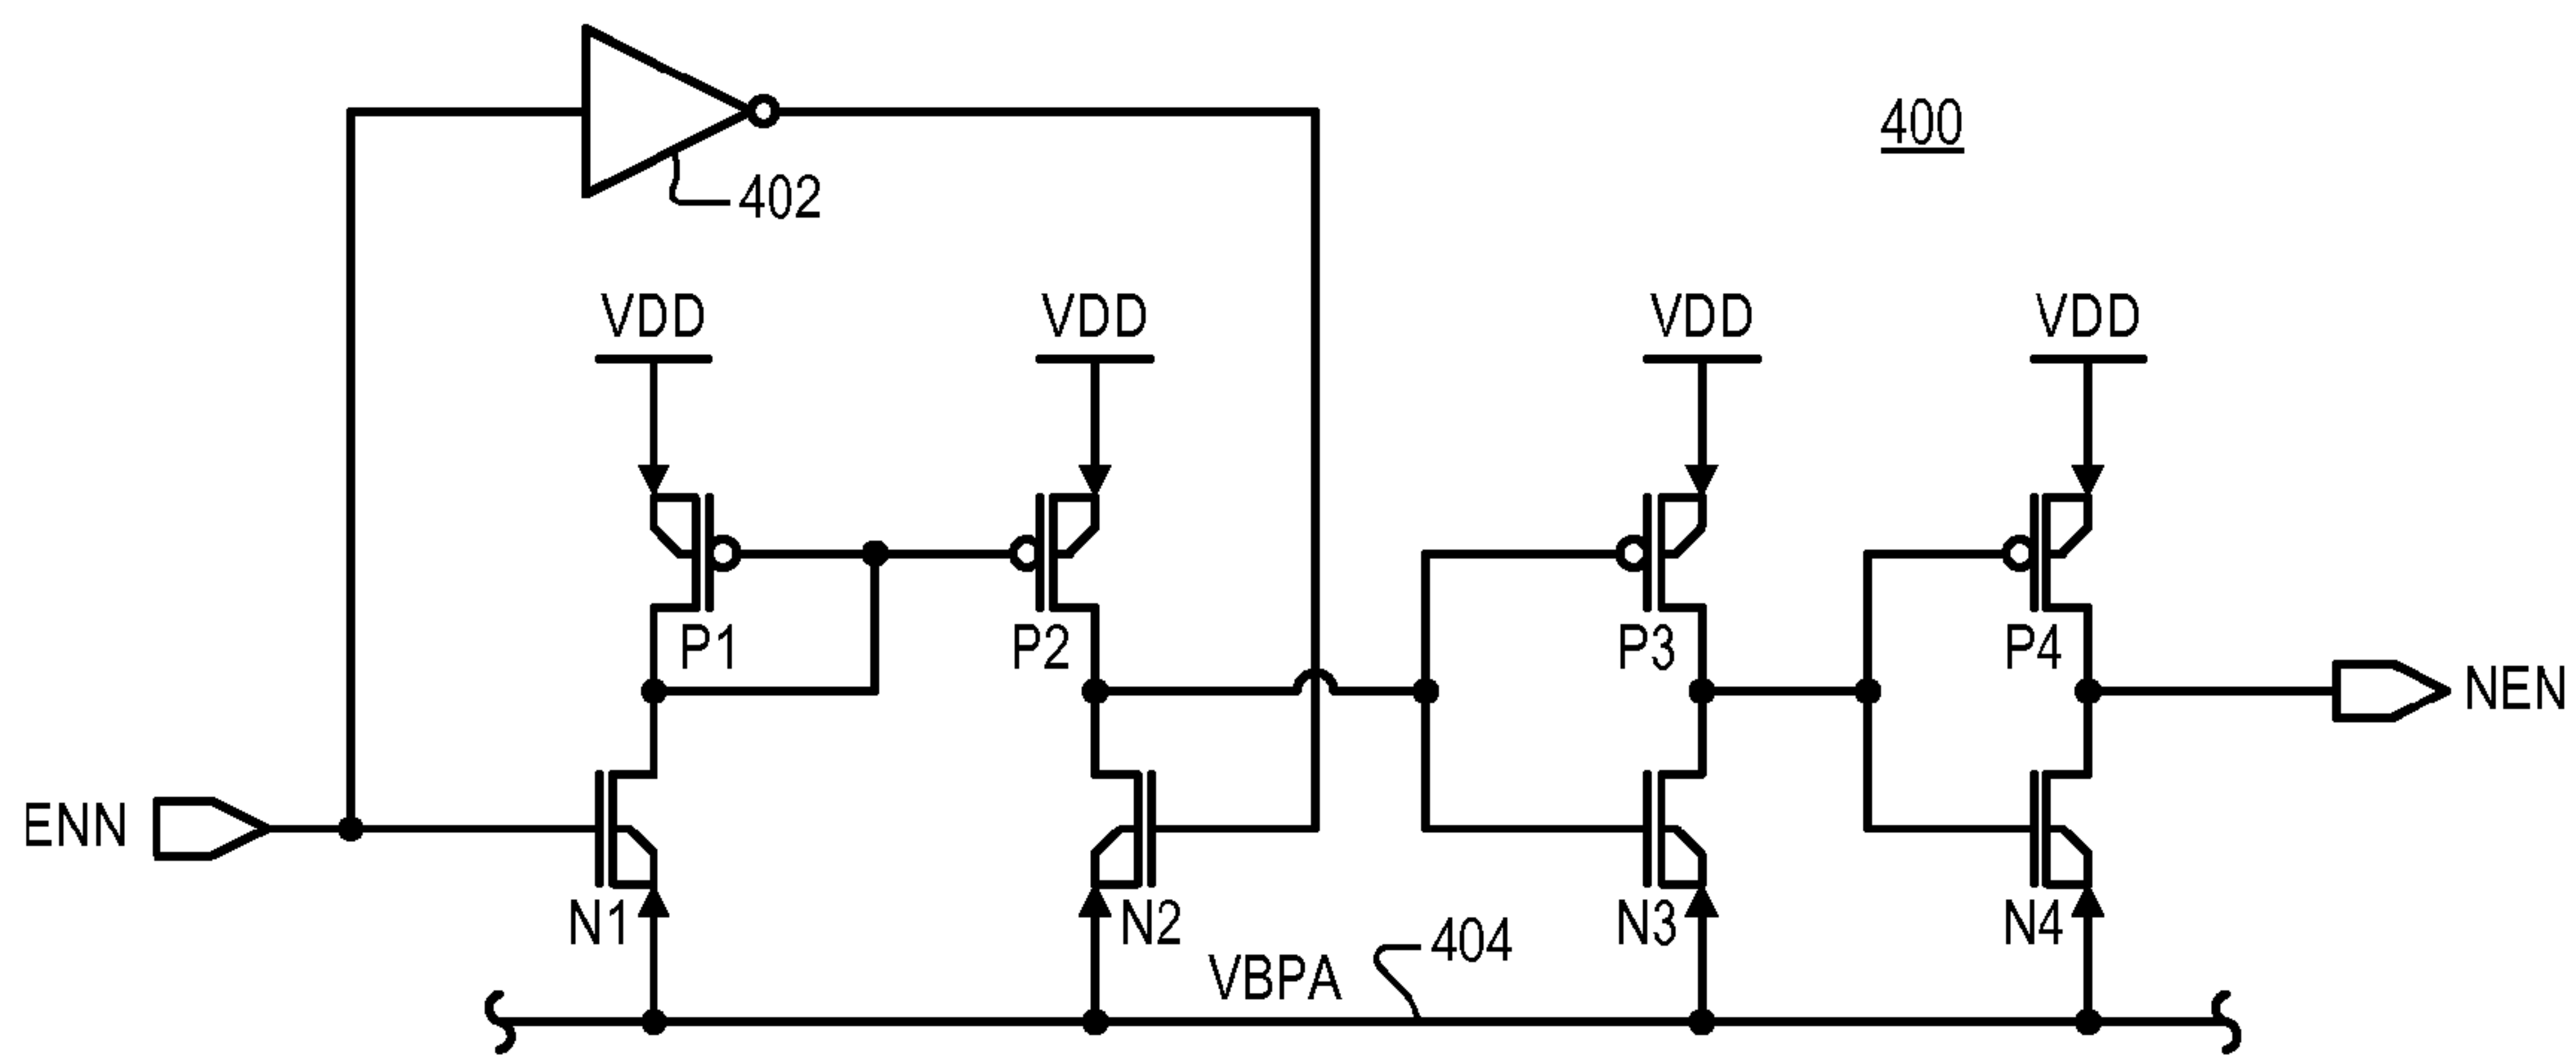 400
402
VDD VDD VDD VDD
P1 P2 P3 P4
NEN
ENN
N1 N2 N3 N4
404
VBPA